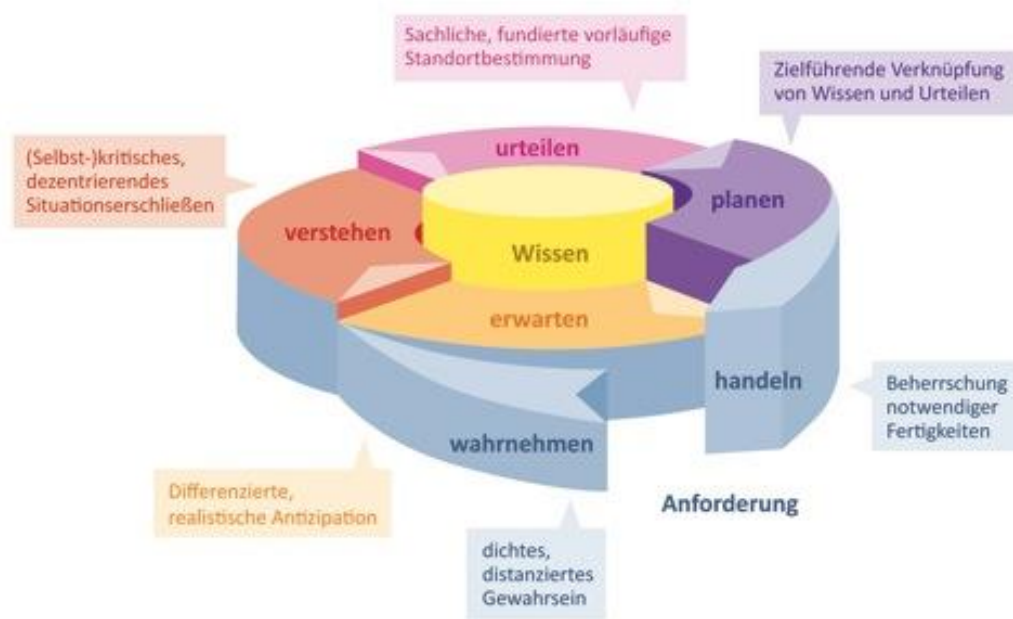 Sachliche, fundierte vorläufige
Standortbestimmung
Zielführende Verknüpfung
von Wissen und Urteilen
(Selbst-)kritisches,
dezentrierendes
Situationserschließen
urteilen
planen
verstehen
Wissen
erwarten
handeln
wahrnehmen
Beherrschung
notwendiger
Fertigkeiten
Differenzierte,
realistische Antizipation
Anforderung
dichtes,
distanziertes
Gewahrsein